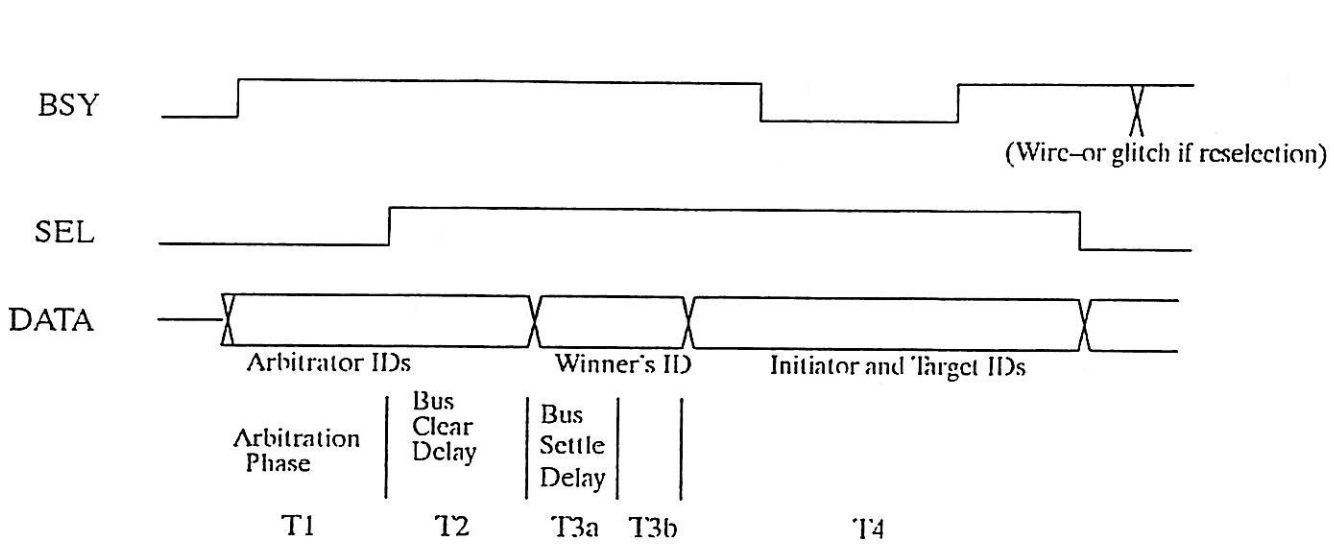 BSY
(Wire-or glitch if reselection)
SEL
DATA
Arbitrator IDs
Winner's ID
Initiator and Target IDs
Arbitration
Phase
Bus
Clear
Delay
Bus
Settle
Delay
T1
T2
T3a
T3b
T4